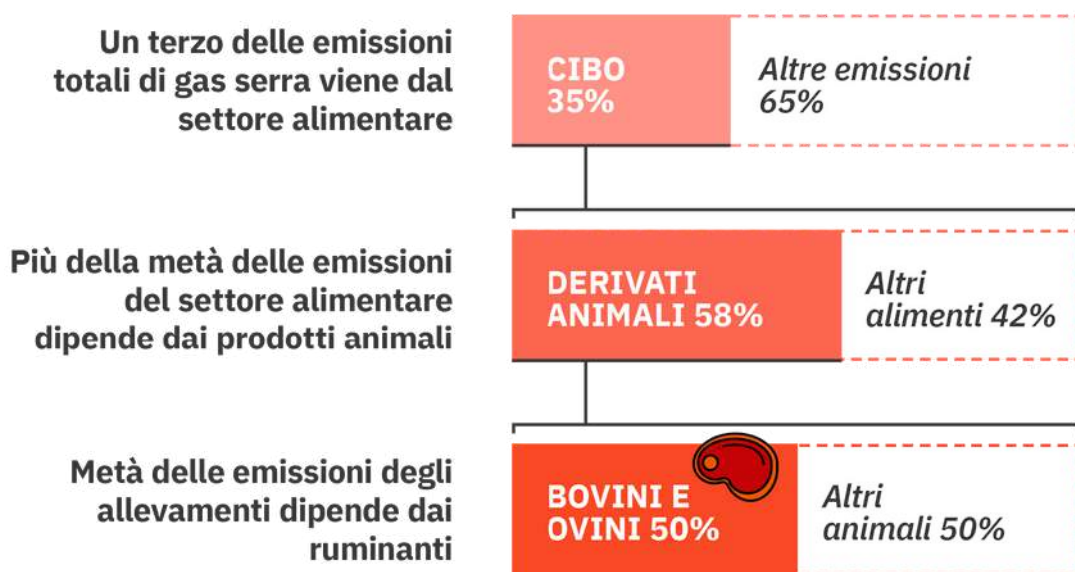 Un terzo delle emissioni
totali di gas serra viene dal
settore alimentare
CIBO
35%
Altre emissioni
65%
Più della metà delle emissioni
del settore alimentare
dipende dai prodotti animali
DERIVATI
ANIMALI 58%
Altri
alimenti 42%
Metà delle emissioni degli
allevamenti dipende dai
ruminanti
BOVINI E
OVINI 50%
Altri
animali 50%